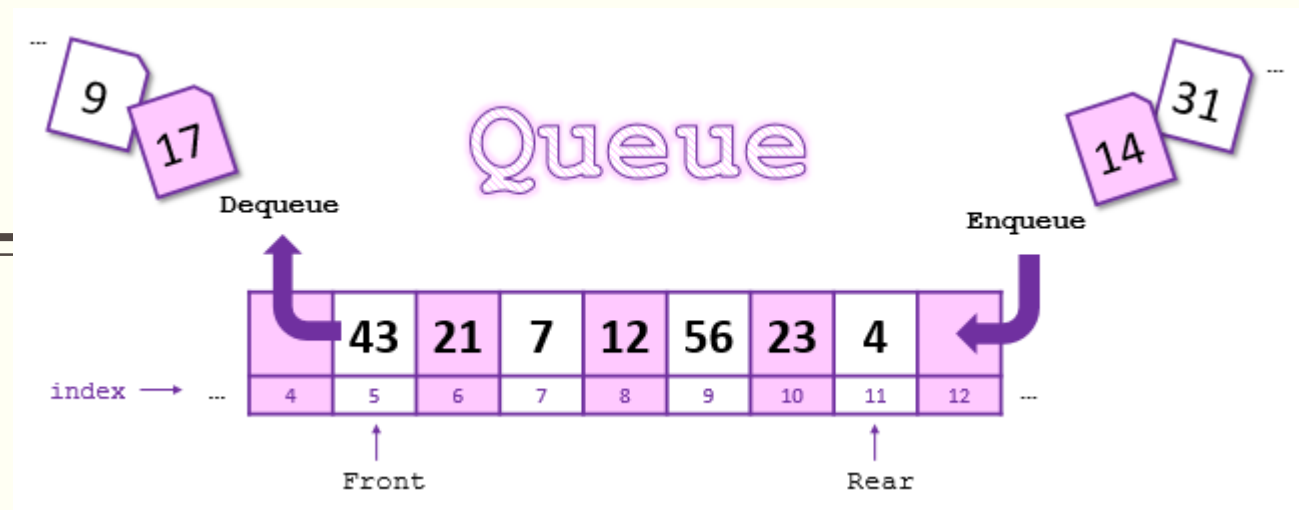 ... 9 17
Queue
14 31 ...
Dequeue
Enqueue
43 21 7 12 56 23 4
index ... 4 5 6 7 8 9 10 11 12 ...
Front Rear